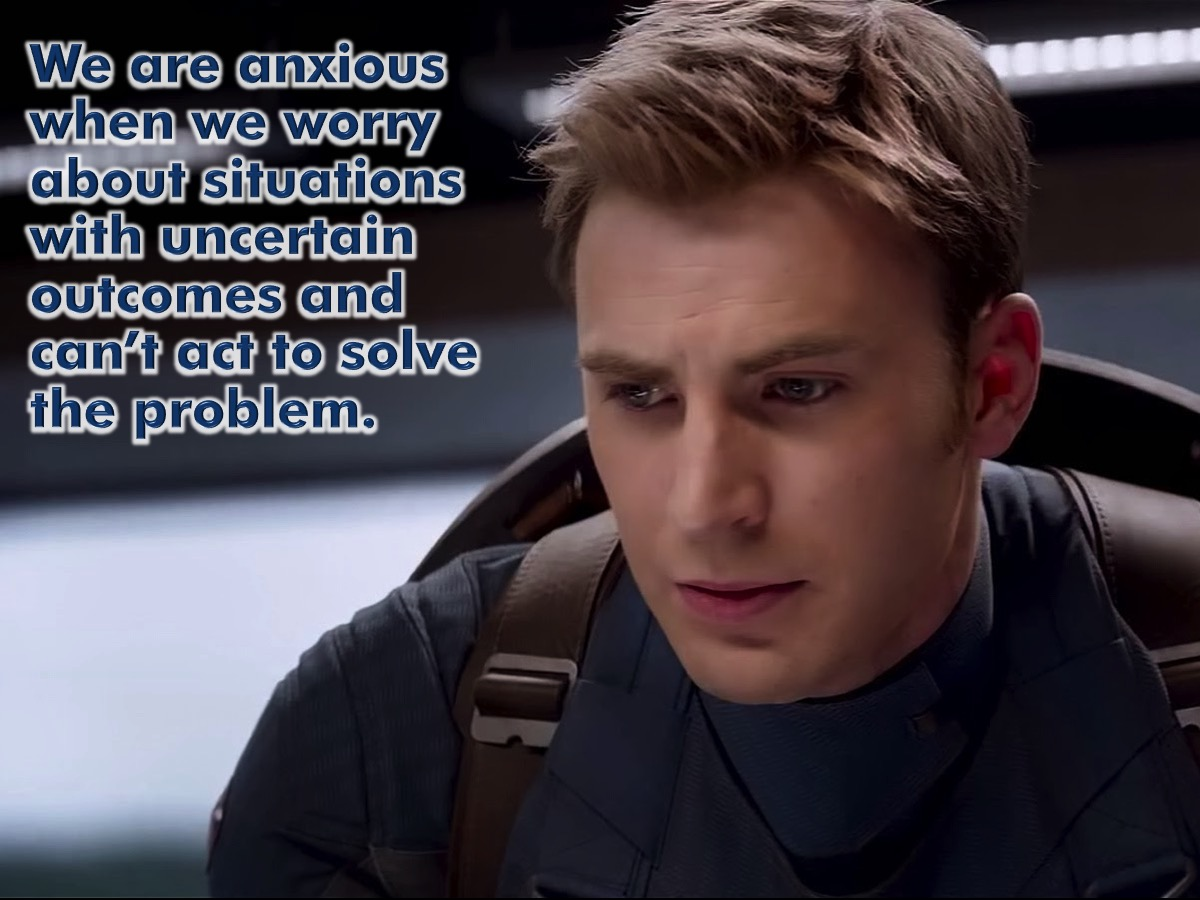 We are anxious
when we worry
about situations
with uncertain
outcomes and
can't act to solve
the problem.